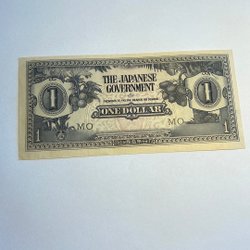 THE JAPANESE
GOVERNMENT
1 1
ONE DOLLAR
MO MO
1 1